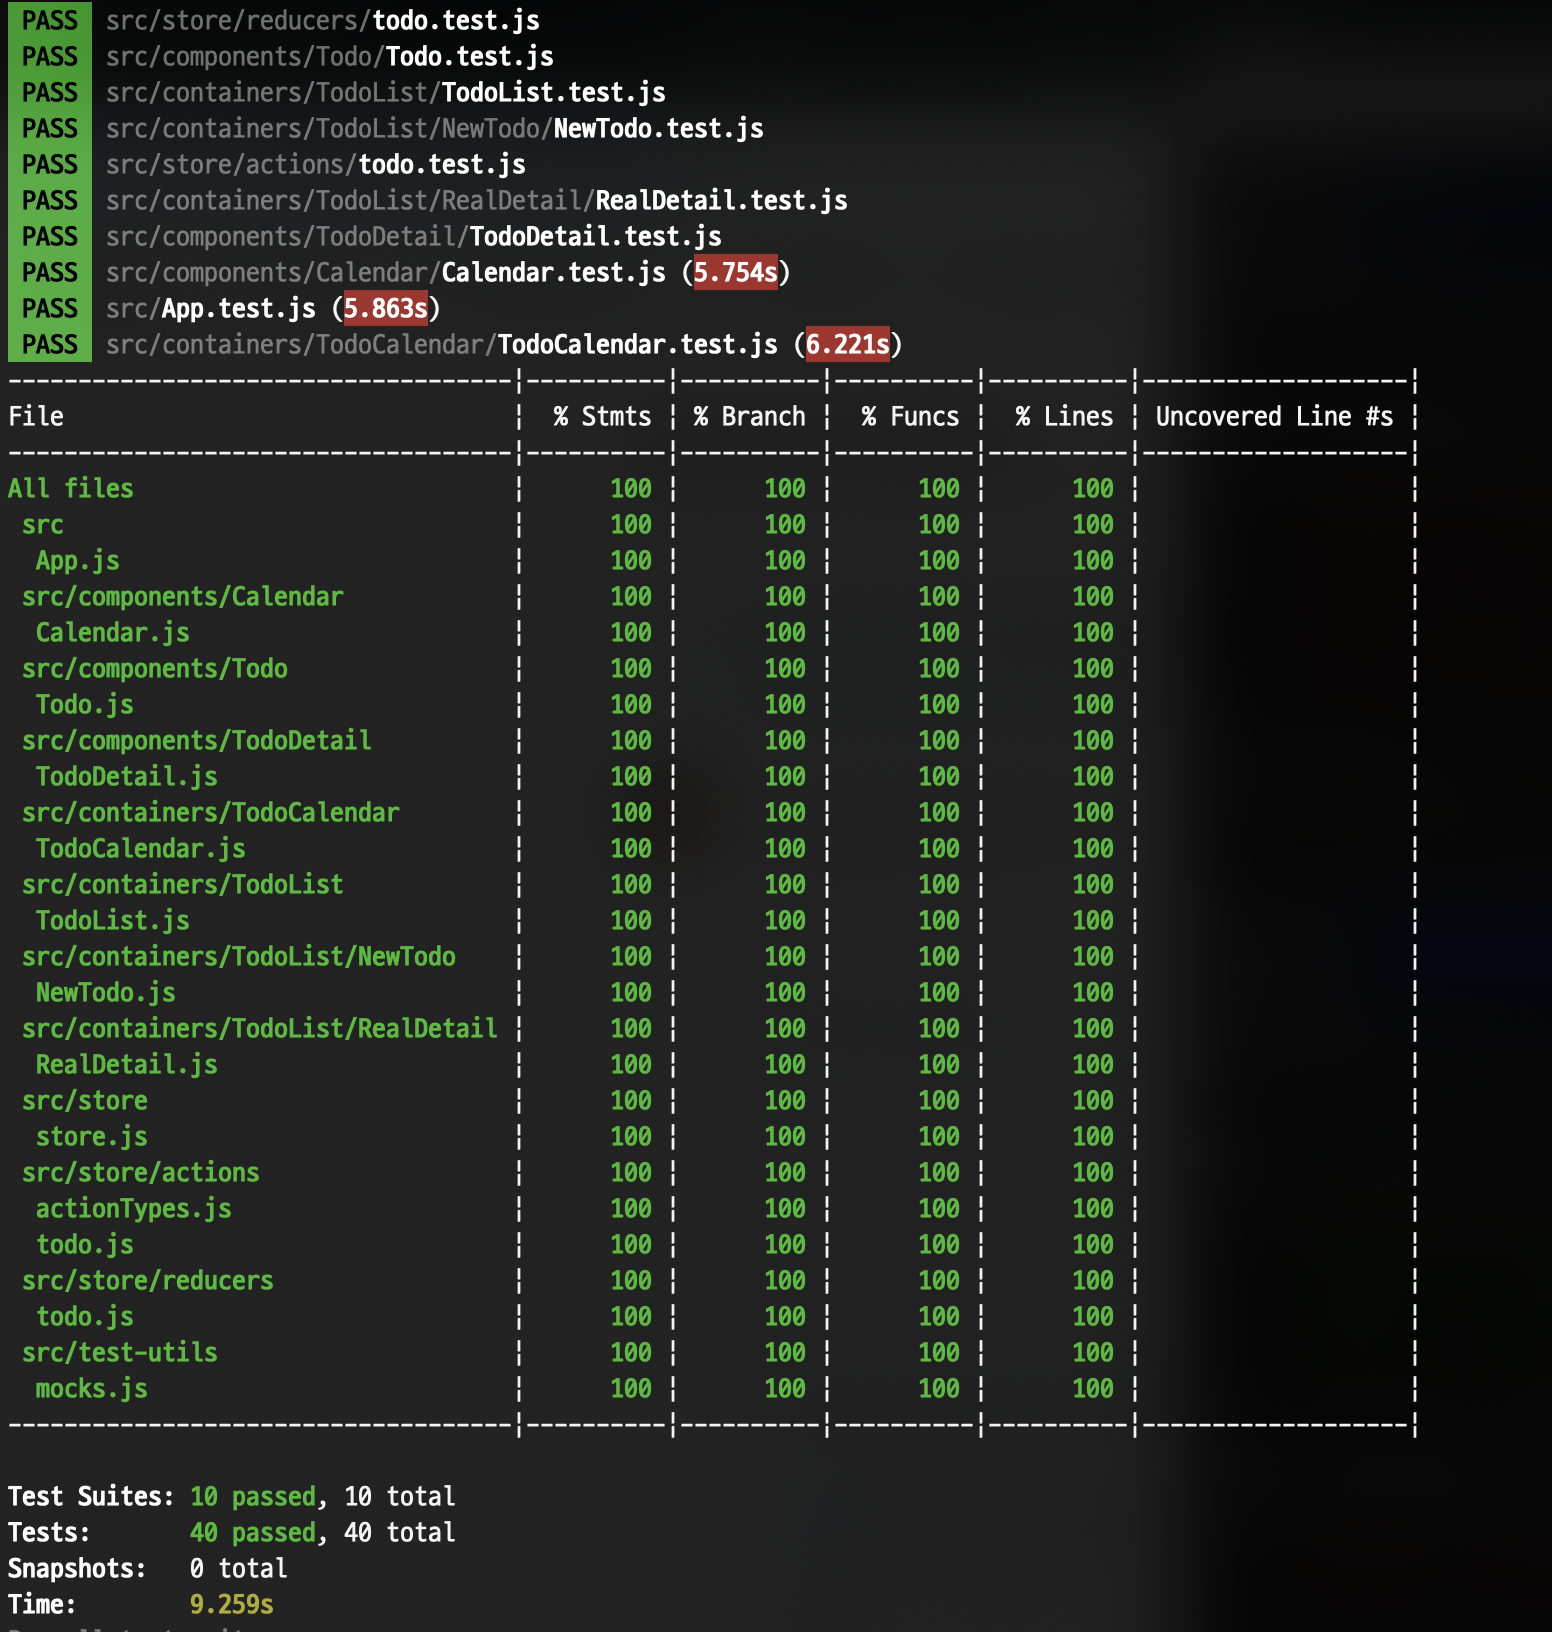 PASS src/store/reducers/todo.test.js
PASS src/components/Todo/Todo.test.js
PASS src/containers/TodoList/TodoList.test.js
PASS src/containers/TodoList/NewTodo/NewTodo.test.js
PASS src/store/actions/todo.test.js
PASS src/containers/TodoList/RealDetail/RealDetail.test.js
PASS src/components/TodoDetail/TodoDetail.test.js
PASS src/components/Calendar/Calendar.test.js (5.754s)
PASS src/App.test.js (5.863s)
PASS src/containers/TodoCalendar/TodoCalendar.test.js (6.221s)
------------------------------------|----------|----------|----------|----------|-------------------|
File                                |  % Stmts | % Branch |  % Funcs |  % Lines | Uncovered Line #s |
------------------------------------|----------|----------|----------|----------|-------------------|
All files                           |      100 |      100 |      100 |      100 |                   |
 src                                |      100 |      100 |      100 |      100 |                   |
  App.js                            |      100 |      100 |      100 |      100 |                   |
 src/components/Calendar            |      100 |      100 |      100 |      100 |                   |
  Calendar.js                       |      100 |      100 |      100 |      100 |                   |
 src/components/Todo                |      100 |      100 |      100 |      100 |                   |
  Todo.js                           |      100 |      100 |      100 |      100 |                   |
 src/components/TodoDetail          |      100 |      100 |      100 |      100 |                   |
  TodoDetail.js                     |      100 |      100 |      100 |      100 |                   |
 src/containers/TodoCalendar        |      100 |      100 |      100 |      100 |                   |
  TodoCalendar.js                   |      100 |      100 |      100 |      100 |                   |
 src/containers/TodoList            |      100 |      100 |      100 |      100 |                   |
  TodoList.js                       |      100 |      100 |      100 |      100 |                   |
 src/containers/TodoList/NewTodo    |      100 |      100 |      100 |      100 |                   |
  NewTodo.js                        |      100 |      100 |      100 |      100 |                   |
 src/containers/TodoList/RealDetail |      100 |      100 |      100 |      100 |                   |
  RealDetail.js                     |      100 |      100 |      100 |      100 |                   |
 src/store                          |      100 |      100 |      100 |      100 |                   |
  store.js                          |      100 |      100 |      100 |      100 |                   |
 src/store/actions                  |      100 |      100 |      100 |      100 |                   |
  actionTypes.js                    |      100 |      100 |      100 |      100 |                   |
  todo.js                           |      100 |      100 |      100 |      100 |                   |
 src/store/reducers                 |      100 |      100 |      100 |      100 |                   |
  todo.js                           |      100 |      100 |      100 |      100 |                   |
 src/test-utils                     |      100 |      100 |      100 |      100 |                   |
  mocks.js                          |      100 |      100 |      100 |      100 |                   |
------------------------------------|----------|----------|----------|----------|-------------------|
Test Suites: 10 passed, 10 total
Tests: 40 passed, 40 total
Snapshots: 0 total
Time: 9.259s